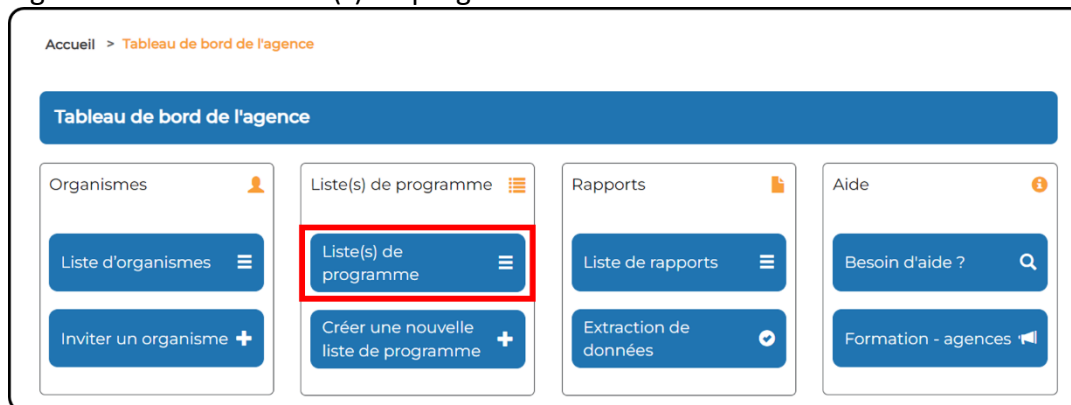 Accueil > Tableau de bord de l'agence
Tableau de bord de l'agence
Organismes
Liste d'organismes
Inviter un organisme
Liste(s) de programme
Liste(s) de
programme
Créer une nouvelle
liste de programme
Rapports
Liste de rapports
Extraction de
données
Aide
Besoin d'aide ?
Formation - agences